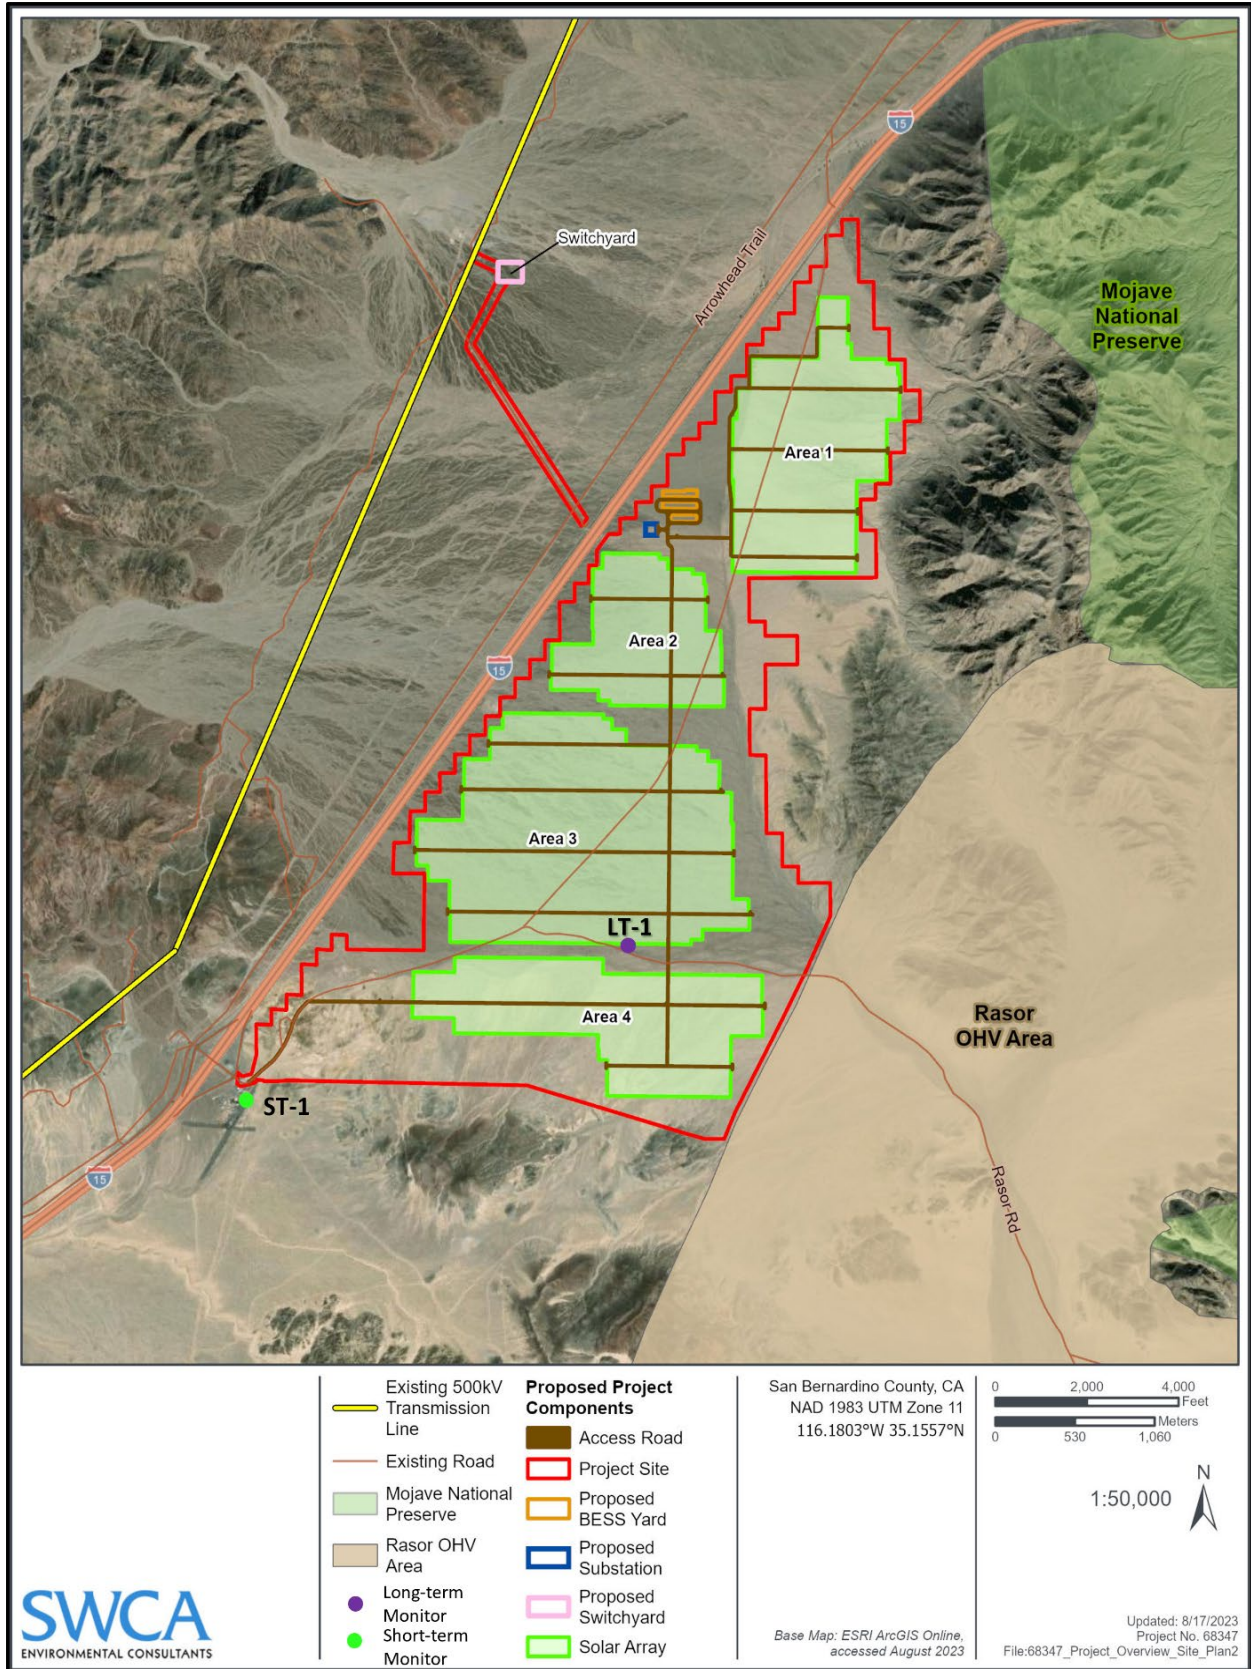 15
Switchyard
Arrowhead Trail
Mojave
National
Preserve
Area 1
Area 2
15
Area 3
LT-1
Area 4
Rasor
OHV Area
ST-1
15
Rasor Rd
Existing 500kV
Transmission
Line
Existing Road
Mojave National
Preserve
Rasor OHV
Area
Long-term
Monitor
Short-term
Monitor
Proposed Project
Components
Access Road
Project Site
Proposed
BESS Yard
Proposed
Substation
Proposed
Switchyard
Solar Array
San Bernardino County, CA
NAD 1983 UTM Zone 11
116.1803°W 35.1557°N
Base Map: ESRI ArcGIS Online,
accessed August 2023
0 2,000 4,000
Feet
Meters
0 530 1,060
N
1:50,000
Updated: 8/17/2023
Project No. 68347
File:68347_Project_Overview_Site_Plan2
SWCA
ENVIRONMENTAL CONSULTANTS